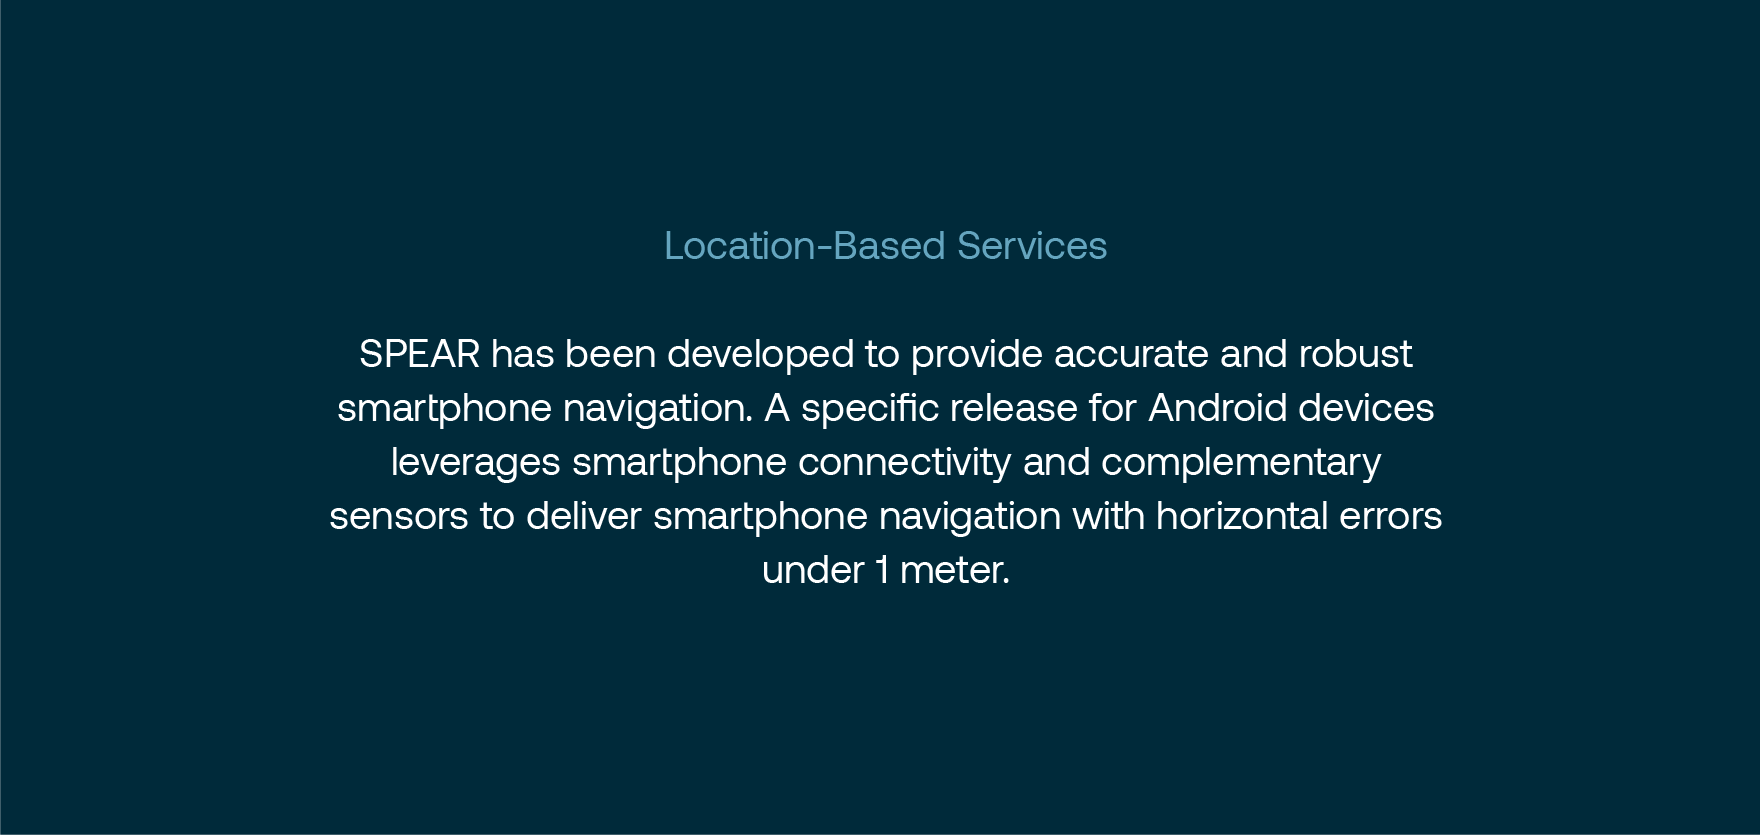 Location-Based Services
SPEAR has been developed to provide accurate and robust
smartphone navigation. A specific release for Android devices
leverages smartphone connectivity and complementary
sensors to deliver smartphone navigation with horizontal errors
under 1 meter.